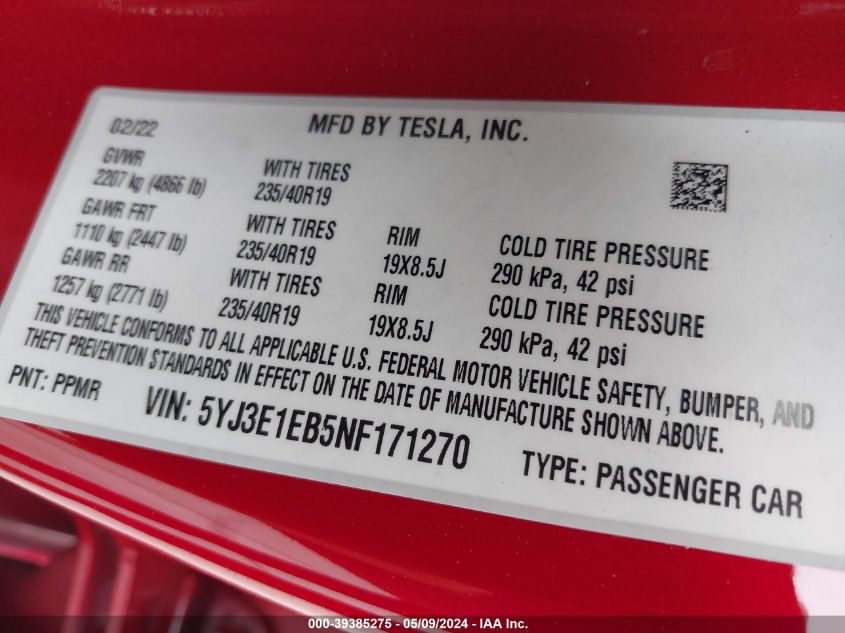 02/22 MFD BY TESLA, INC.
GVWR
2207 kg (4866 lb) WITH TIRES
235/40R19
GAWR FRT
1110 kg (2447 lb) WITH TIRES
235/40R19 RIM
19X8.5J COLD TIRE PRESSURE
290 kPa, 42 psi
GAWR RR
1257 kg (2771 lb) WITH TIRES
235/40R19 RIM
19X8.5J COLD TIRE PRESSURE
290 kPa, 42 psi
THIS VEHICLE CONFORMS TO ALL APPLICABLE U.S. FEDERAL MOTOR VEHICLE SAFETY, BUMPER, AND
THEFT PREVENTION STANDARDS IN EFFECT ON THE DATE OF MANUFACTURE SHOWN ABOVE.
PNT: PPMR VIN: 5YJ3E1EB5NF171270 TYPE: PASSENGER CAR
000-39385275 - 05/09/2024 - IAA Inc.